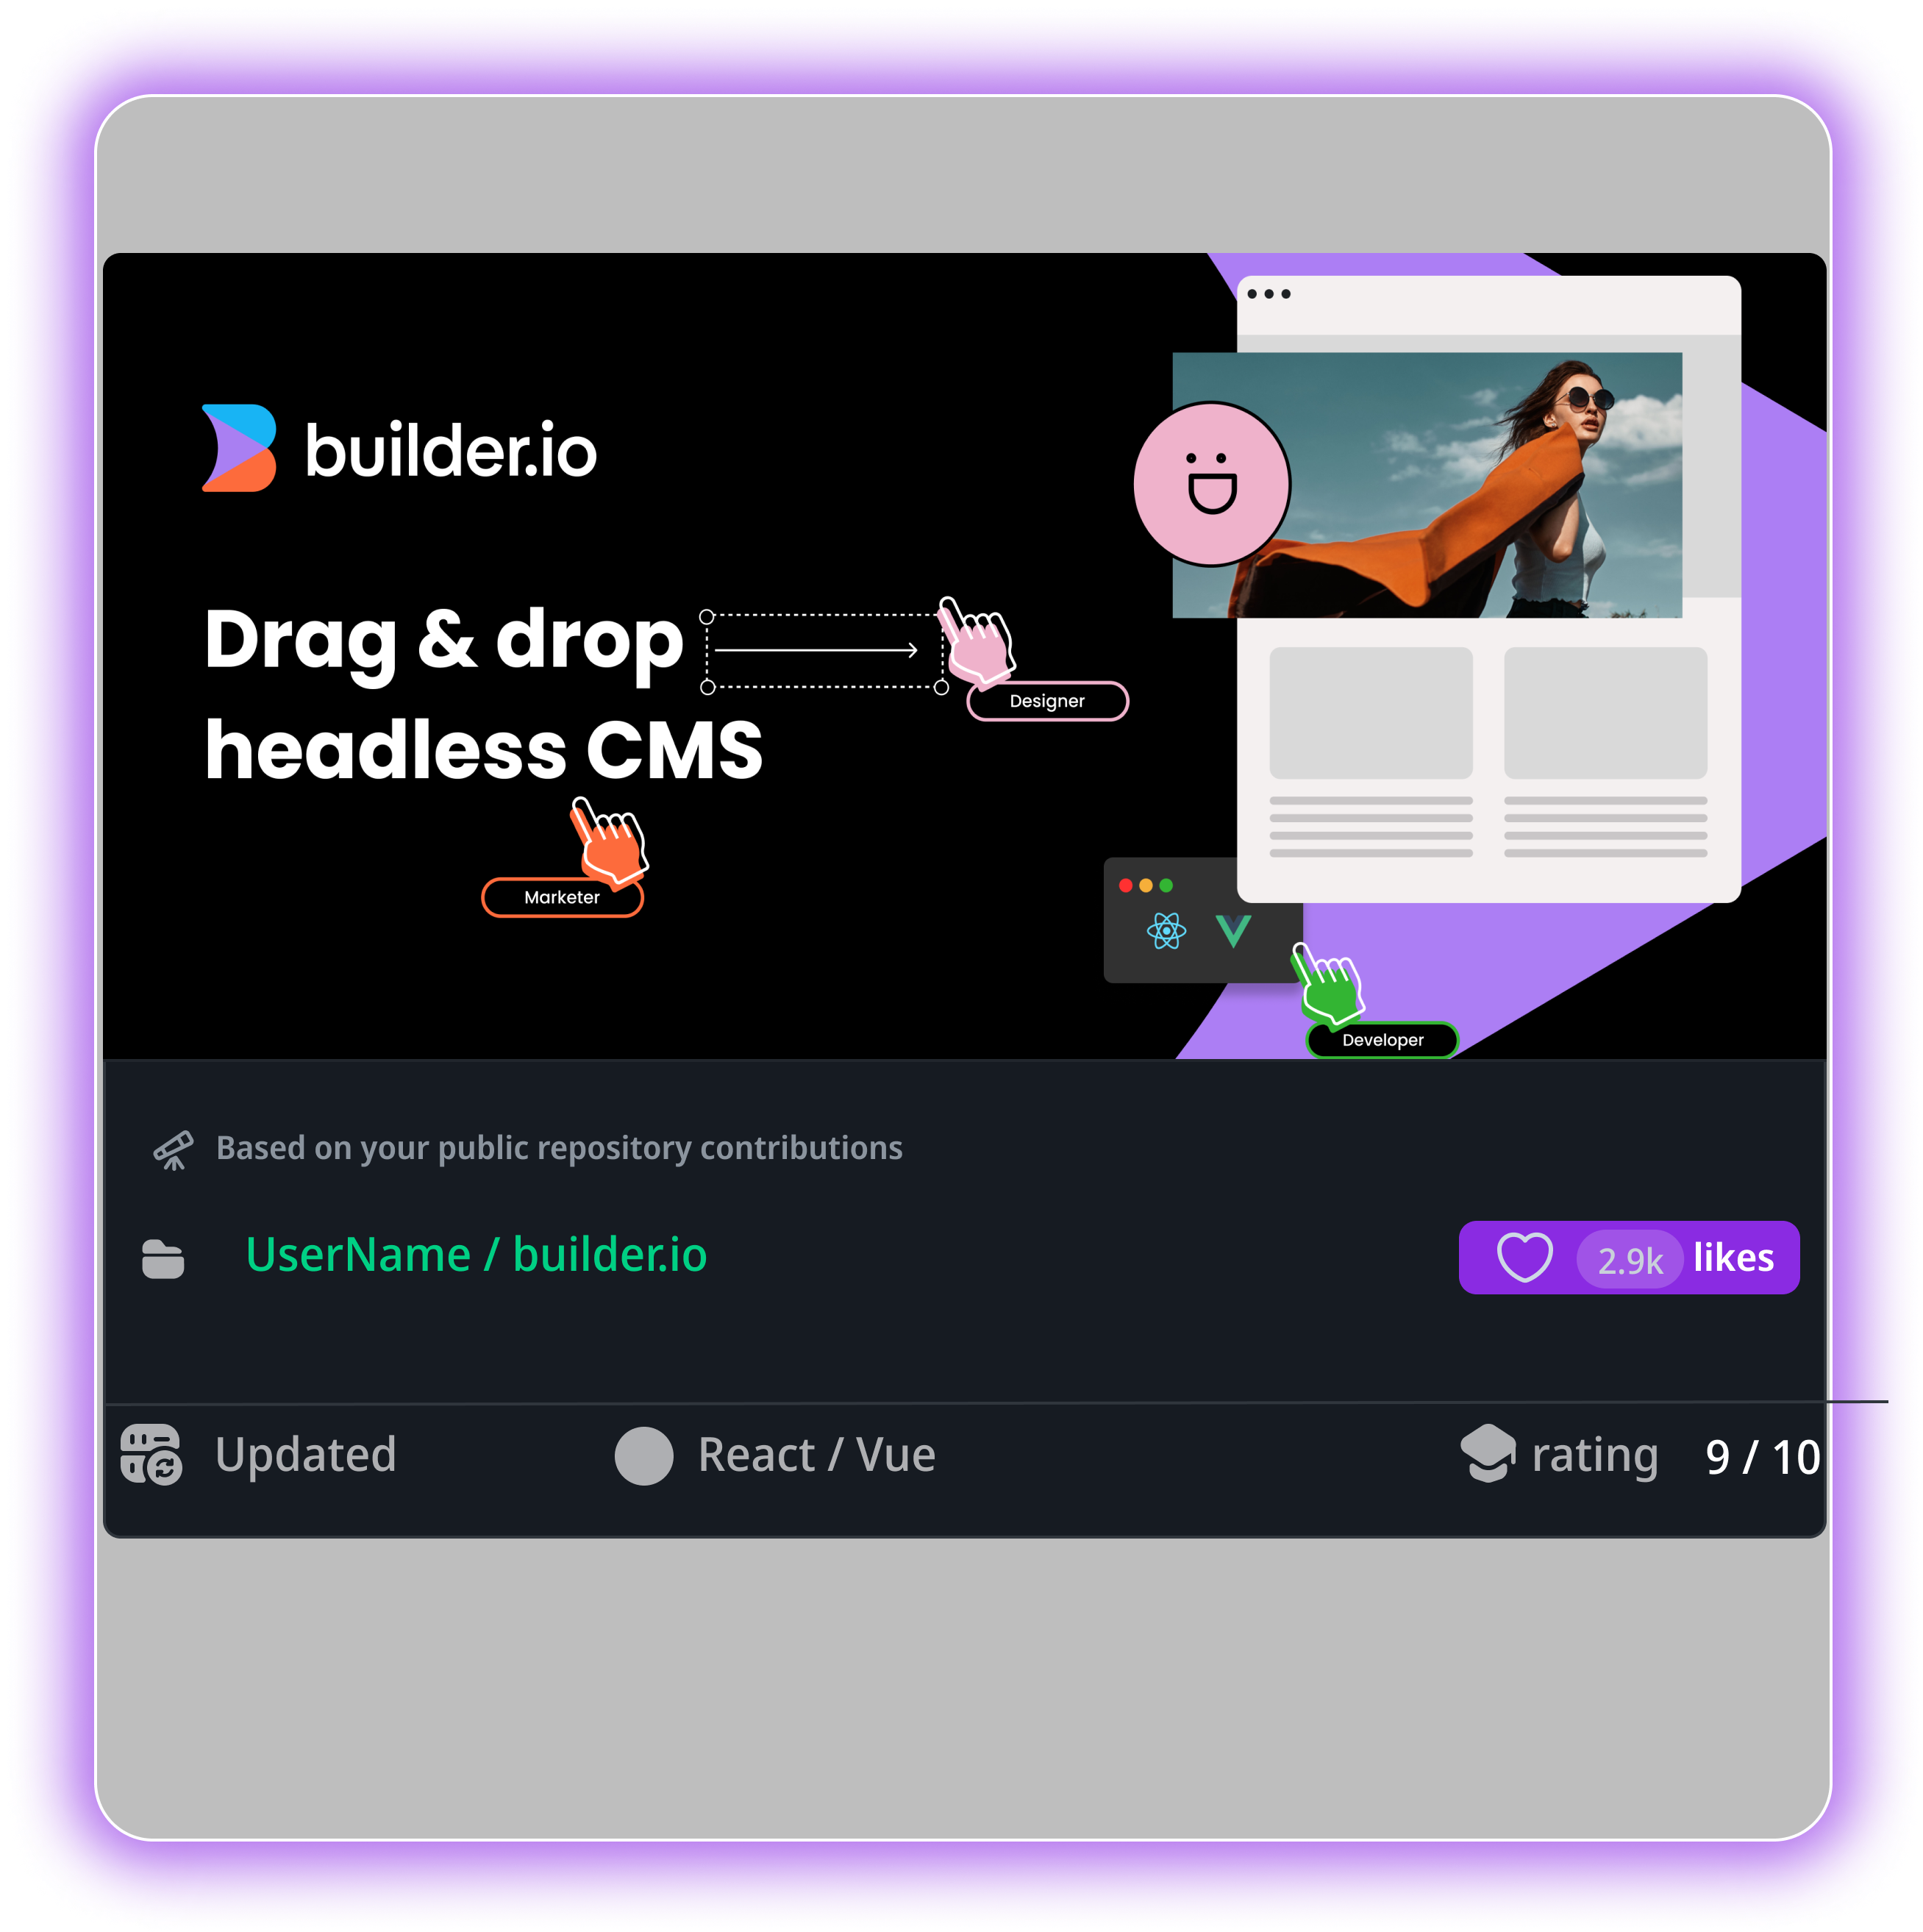 builder.io
Drag & drop
headless CMS
Designer
Marketer
Developer
Based on your public repository contributions
UserName / builder.io
2.9k likes
Updated
React / Vue
rating 9 / 10